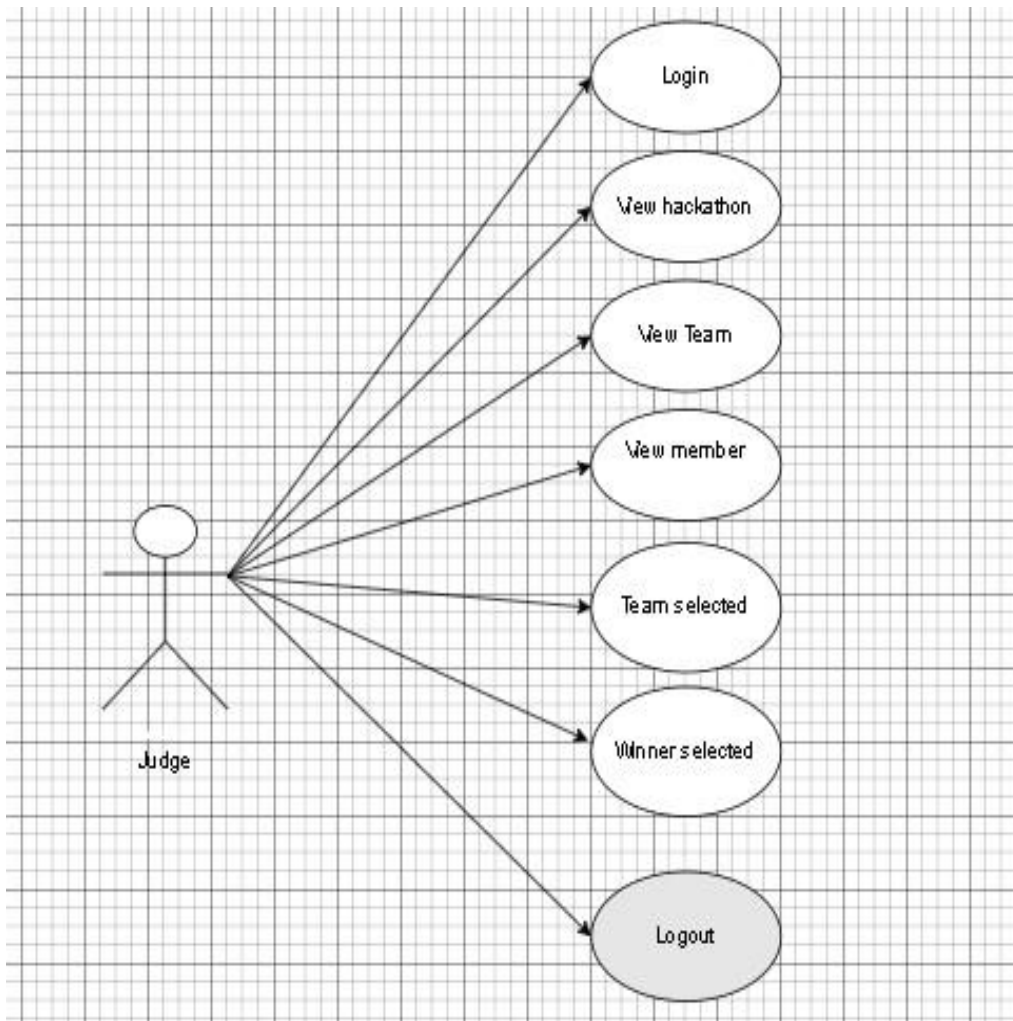 Login
View hackathon
View Team
View member
Team selected
Winner selected
Judge
Logout